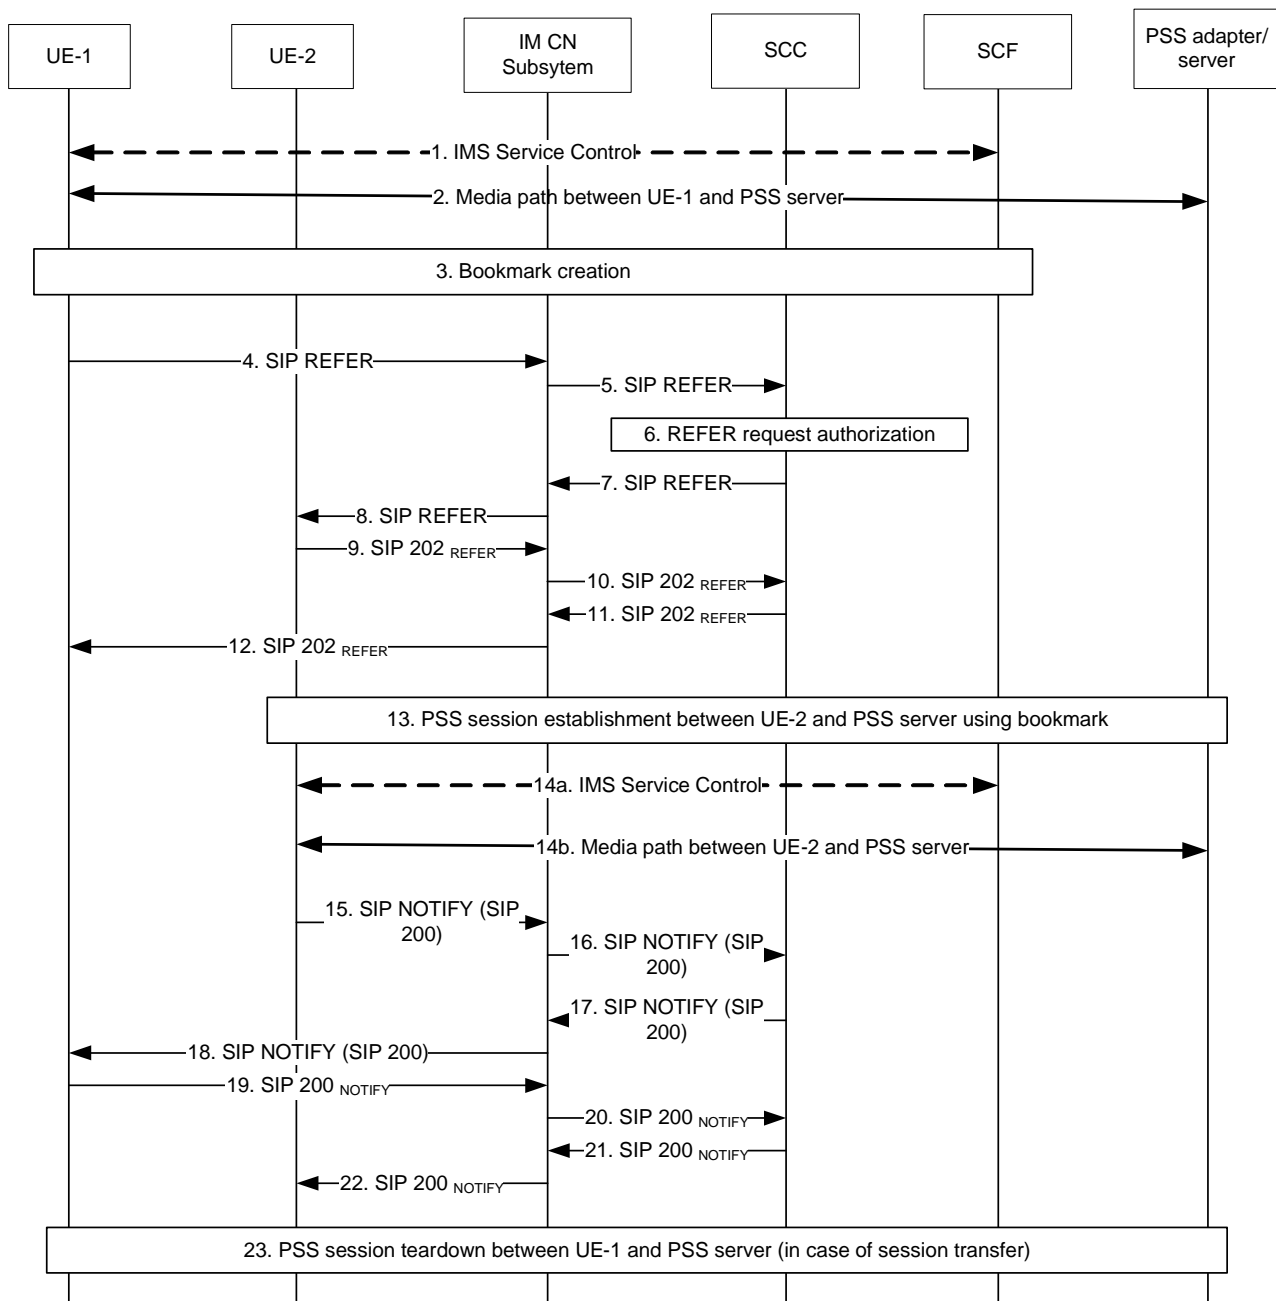 UE-1
UE-2
IM CN
Subsytem
SCC
SCF
PSS adapter/
server
1. IMS Service Control
2. Media path between UE-1 and PSS server
3. Bookmark creation
4. SIP REFER
5. SIP REFER
6. REFER request authorization
7. SIP REFER
8. SIP REFER
9. SIP 202 REFER
10. SIP 202 REFER
11. SIP 202 REFER
12. SIP 202 REFER
13. PSS session establishment between UE-2 and PSS server using bookmark
14a. IMS Service Control
14b. Media path between UE-2 and PSS server
15. SIP NOTIFY (SIP
200)
16. SIP NOTIFY (SIP
200)
17. SIP NOTIFY (SIP
200)
18. SIP NOTIFY (SIP 200)
19. SIP 200 NOTIFY
20. SIP 200 NOTIFY
21. SIP 200 NOTIFY
22. SIP 200 NOTIFY
23. PSS session teardown between UE-1 and PSS server (in case of session transfer)